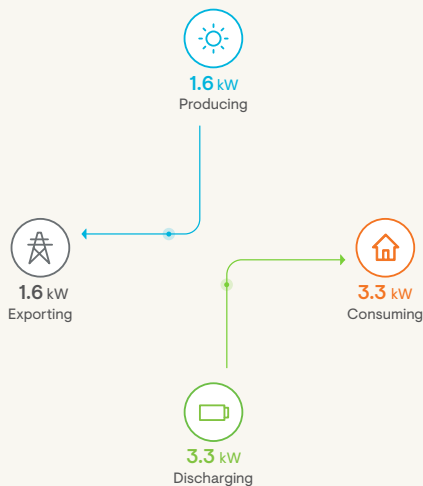 1.6 kW
Producing
1.6 kW
Exporting
3.3 kW
Consuming
3.3 kW
Discharging